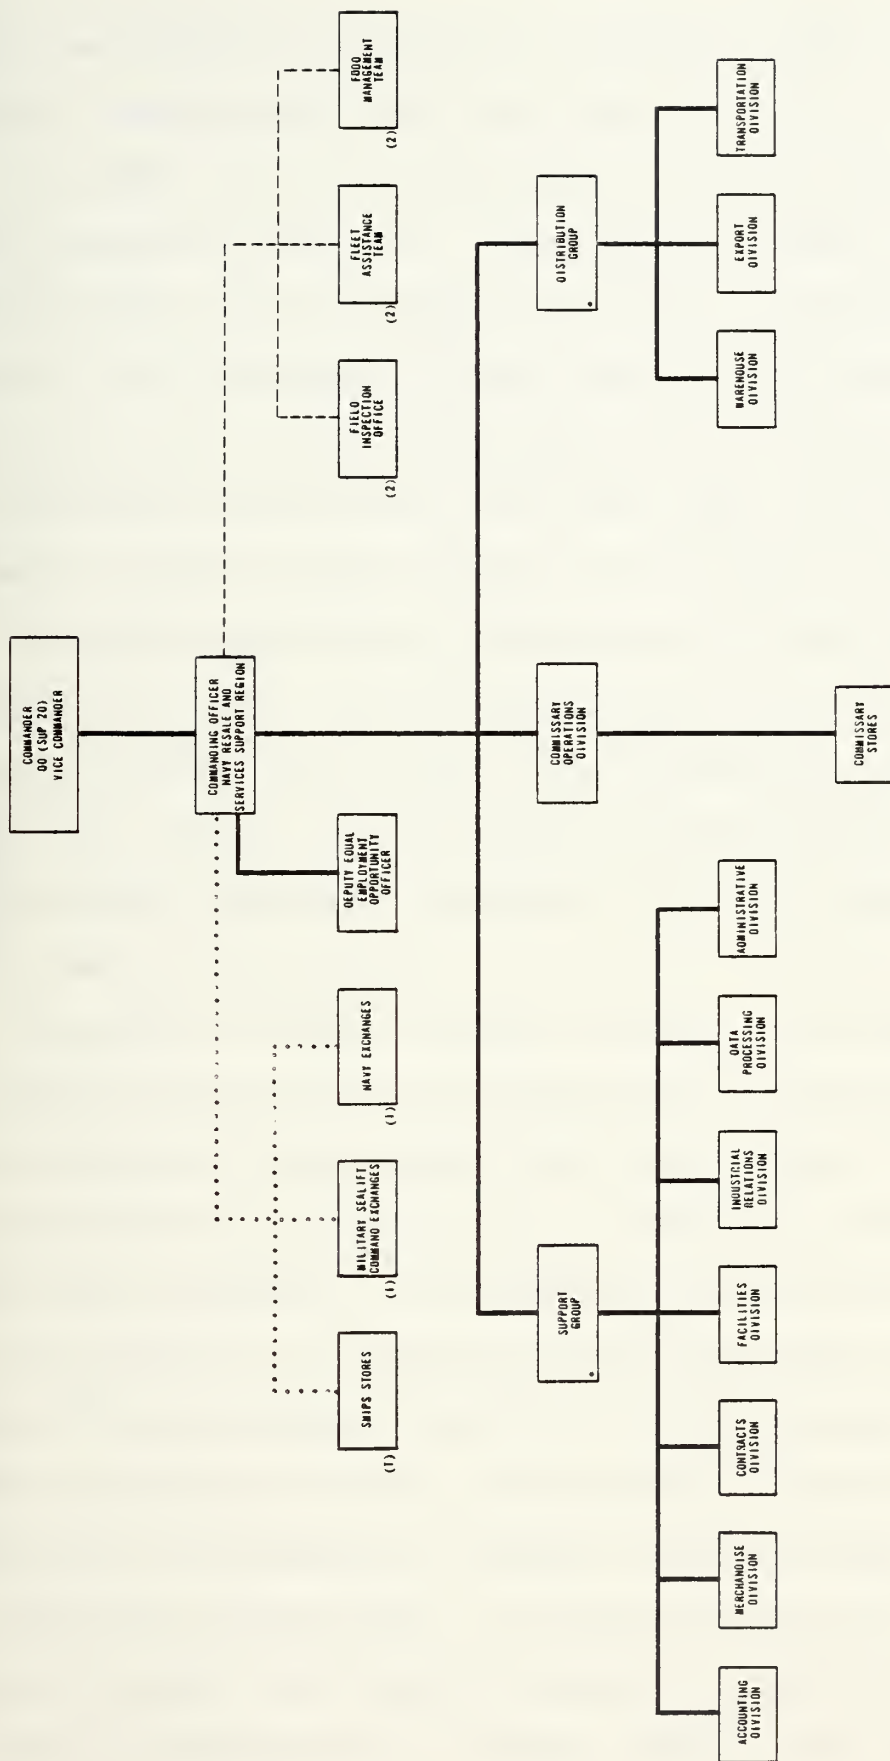 COMMANDER
00 (SUP 20)
VICE COMMANDER
COMMANDING OFFICER
NAVY RESALE AND
SERVICES SUPPORT REGION
SHIPS STORES
(1)
MILITARY SEALIFT
COMMAND EXCHANGES
(1)
NAVY EXCHANGES
(1)
DEPUTY EQUAL
EMPLOYMENT
OPPORTUNITY
OFFICER
FIELD
INSPECTION
OFFICE
(2)
FLEET
ASSISTANCE
TEAM
(2)
FOOD
MANAGEMENT
TEAM
(2)
SUPPORT
GROUP
COMMISSARY
OPERATIONS
DIVISION
DISTRIBUTION
GROUP
ACCOUNTING
DIVISION
MERCHANDISE
DIVISION
CONTRACTS
DIVISION
FACILITIES
DIVISION
INDUSTRIAL
RELATIONS
DIVISION
DATA
PROCESSING
DIVISION
ADMINISTRATIVE
DIVISION
WAREHOUSE
DIVISION
EXPORT
DIVISION
TRANSPORTATION
DIVISION
COMMISSARY
STORES